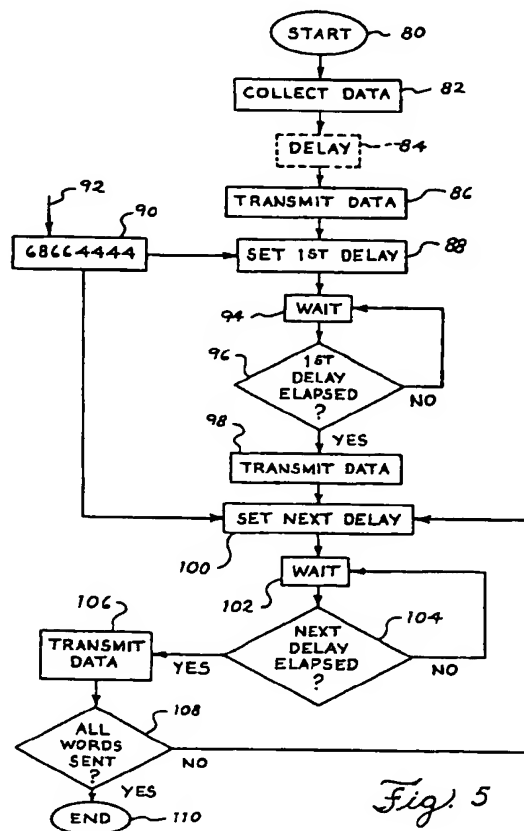 START
80
COLLECT DATA
82
DELAY
84
92
90
TRANSMIT DATA
86
68664444
SET 1ST DELAY
88
94
WAIT
96
1ST
DELAY
ELAPSED
?
NO
YES
98
TRANSMIT DATA
SET NEXT DELAY
100
WAIT
102
106
104
TRANSMIT
DATA
YES
NEXT
DELAY
ELAPSED
?
NO
108
ALL
WORDS
SENT
?
NO
YES
END
110
Fig. 5